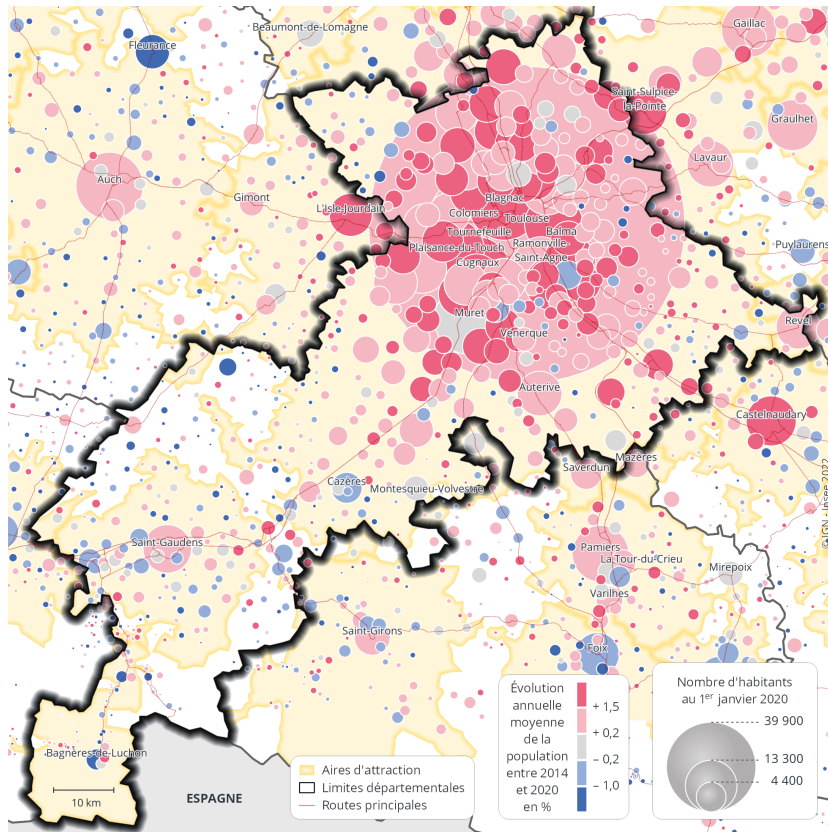 Beaumont-de-Lomagne
Gaillac
Fleurance
Saint-Sulpice-
la-Pointe
Graulhet
Lavaur
Auch
Gimont
L'Isle-Jourdain
Blagnac
Colomiers
Toulouse
Tournefeuille
Balma
Plaisance-du-Touch
Ramonville-
Saint-Agne
Cugnaux
Puylaurens
Muret
Venerque
Revel
Auterive
Castelnaudary
Mazères
Saverdun
Cazères
Montesquieu-Volvestre
Saint-Gaudens
Pamiers
La-Tour-du-Crieu
Mirepoix
Varilhes
Saint-Girons
Foix
Bagnères-de-Luchon
10 km
ESPAGNE
© IGN - Insee 2022
Aires d'attraction
Limites départementales
Routes principales
Évolution
annuelle
moyenne
de la
population
entre 2014
et 2020
en %
+ 1,5
+ 0,2
– 0,2
– 1,0
Nombre d'habitants
au 1er janvier 2020
39 900
13 300
4 400